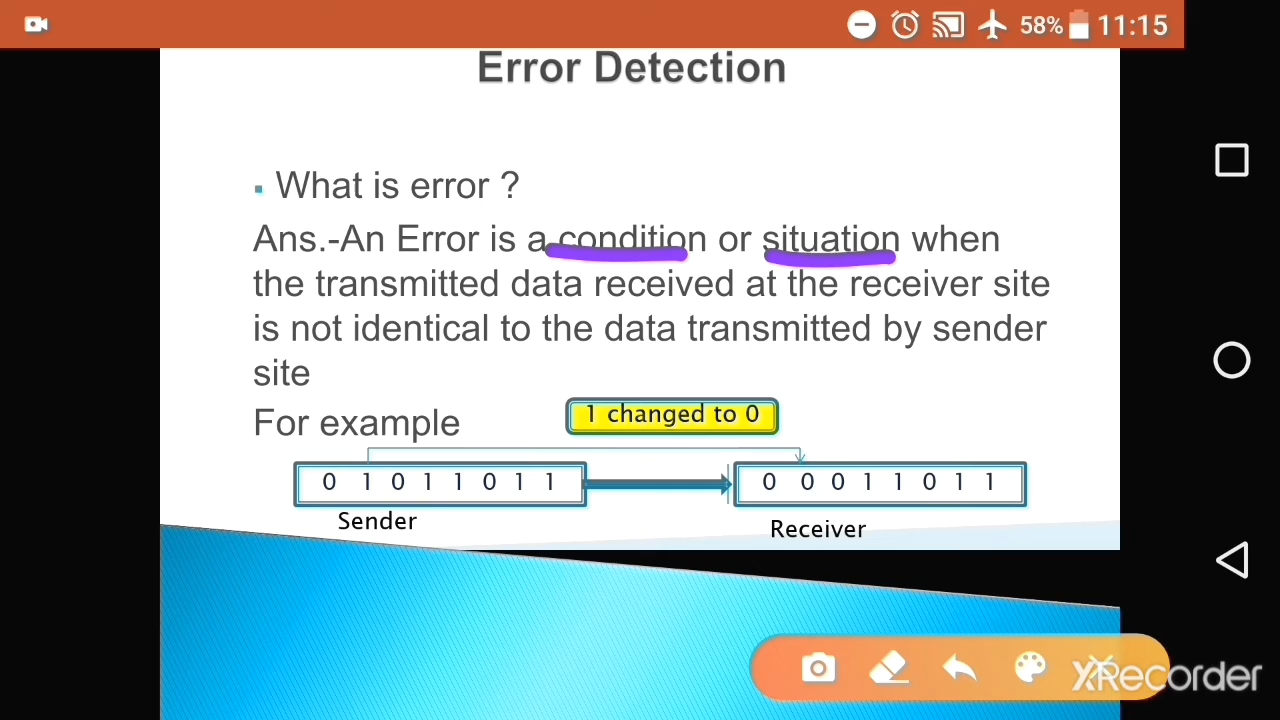 58% 11:15
Error Detection
▪ What is error ?
Ans.-An Error is a condition or situation when
the transmitted data received at the receiver site
is not identical to the data transmitted by sender
site
For example
1 changed to 0
0 1 0 1 1 0 1 1
0 0 0 1 1 0 1 1
Sender
Receiver
XRecorder